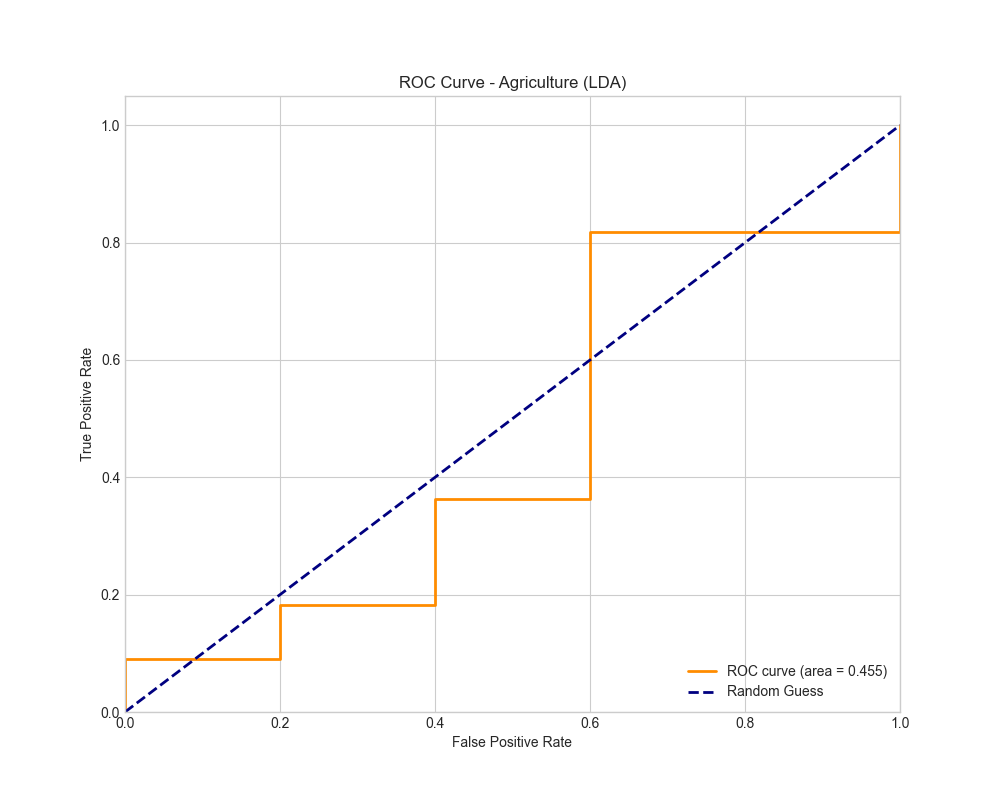 ROC Curve - Agriculture (LDA)
1.0
0.8
0.6
0.4
0.2
0.0
True Positive Rate
0.0 0.2 0.4 0.6 0.8 1.0
False Positive Rate
ROC curve (area = 0.455)
Random Guess